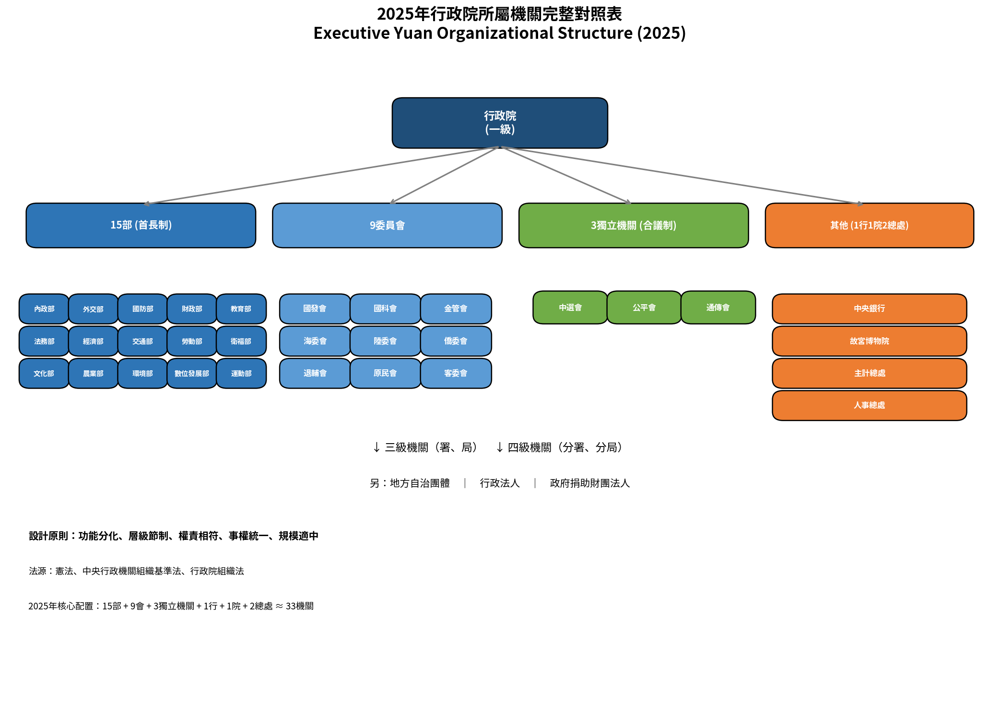 2025年行政院所屬機關完整對照表
Executive Yuan Organizational Structure (2025)
行政院
(一級)
15部 (首長制)
9委員會
3獨立機關 (合議制)
其他 (1行1院2總處)
內政部
外交部
國防部
財政部
教育部
法務部
經濟部
交通部
勞動部
衛福部
文化部
農業部
環境部
數位發展部
運動部
國發會
國科會
金管會
海委會
陸委會
僑委會
退輔會
原民會
客委會
中選會
公平會
通傳會
中央銀行
故宮博物院
主計總處
人事總處
↓ 三級機關（署、局） ↓ 四級機關（分署、分局）
另：地方自治團體 ｜ 行政法人 ｜ 政府捐助財團法人
設計原則：功能分化、層級節制、權責相符、事權統一、規模適中
法源：憲法、中央行政機關組織基準法、行政院組織法
2025年核心配置：15部 + 9會 + 3獨立機關 + 1行 + 1院 + 2總處 ≈ 33機關